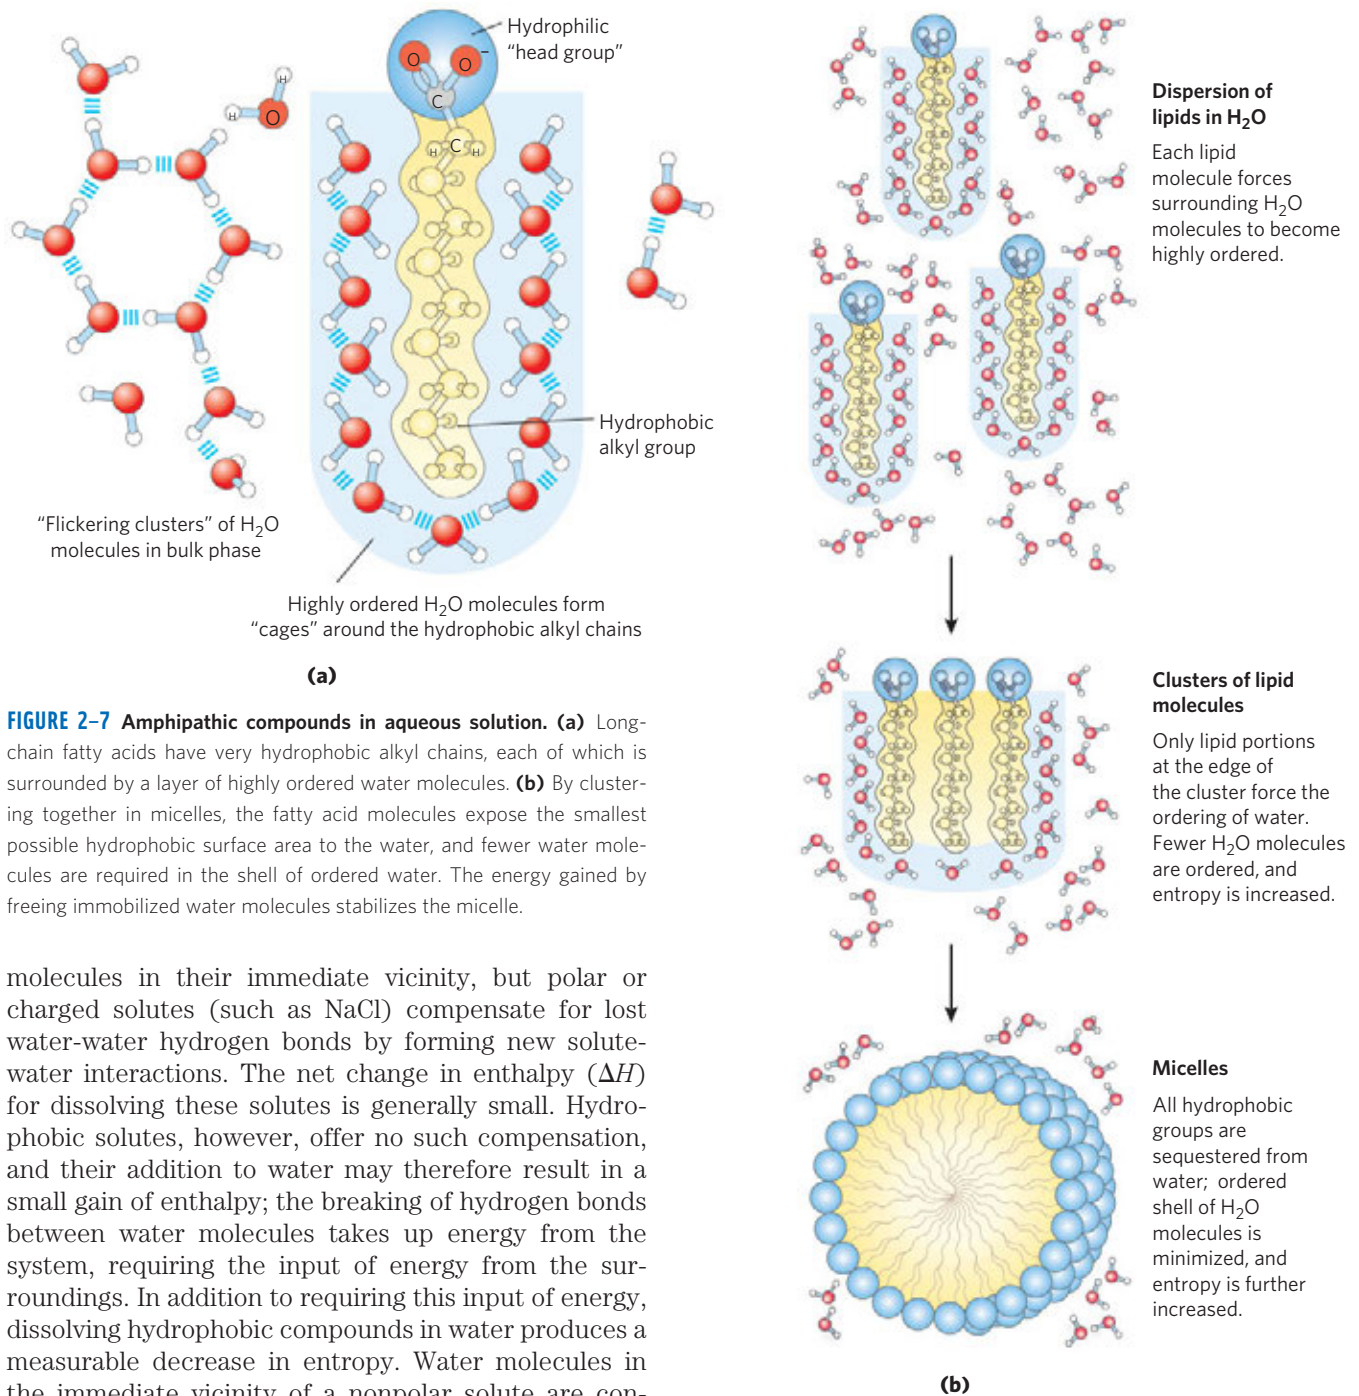 Hydrophilic
“head group”
O
O
−
C
C
H
H
H
H
O
Hydrophobic
alkyl group
“Flickering clusters” of H₂O
molecules in bulk phase
Highly ordered H₂O molecules form
“cages” around the hydrophobic alkyl chains
(a)
FIGURE 2–7 Amphipathic compounds in aqueous solution. (a) Long-
chain fatty acids have very hydrophobic alkyl chains, each of which is
surrounded by a layer of highly ordered water molecules. (b) By cluster-
ing together in micelles, the fatty acid molecules expose the smallest
possible hydrophobic surface area to the water, and fewer water mole-
cules are required in the shell of ordered water. The energy gained by
freeing immobilized water molecules stabilizes the micelle.
molecules in their immediate vicinity, but polar or
charged solutes (such as NaCl) compensate for lost
water-water hydrogen bonds by forming new solute-
water interactions. The net change in enthalpy (ΔH)
for dissolving these solutes is generally small. Hydro-
phobic solutes, however, offer no such compensation,
and their addition to water may therefore result in a
small gain of enthalpy; the breaking of hydrogen bonds
between water molecules takes up energy from the
system, requiring the input of energy from the sur-
roundings. In addition to requiring this input of energy,
dissolving hydrophobic compounds in water produces a
measurable decrease in entropy. Water molecules in
the immediate vicinity of a nonpolar solute are con-
Dispersion of
lipids in H₂O
Each lipid
molecule forces
surrounding H₂O
molecules to become
highly ordered.
Clusters of lipid
molecules
Only lipid portions
at the edge of
the cluster force the
ordering of water.
Fewer H₂O molecules
are ordered, and
entropy is increased.
Micelles
All hydrophobic
groups are
sequestered from
water; ordered
shell of H₂O
molecules is
minimized, and
entropy is further
increased.
(b)